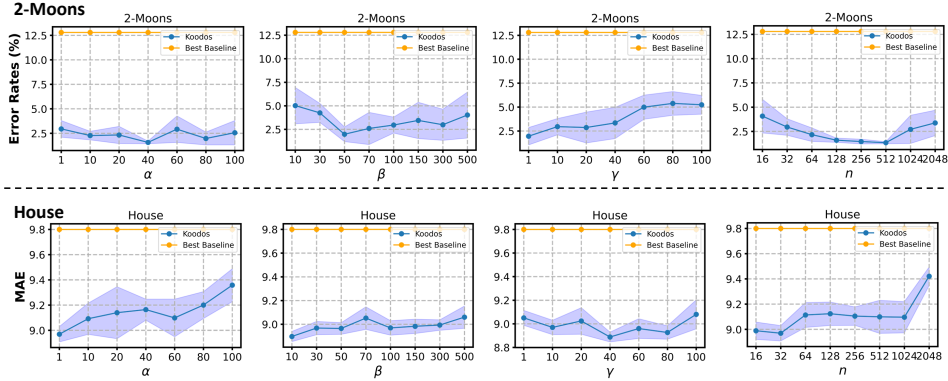 2-Moons
2-Moons
Error Rates (%)
12.5
10.0
7.5
5.0
2.5
Koodos
Best Baseline
1 10 20 40 60 80 100
α
2-Moons
12.5
10.0
7.5
5.0
2.5
Koodos
Best Baseline
10 30 50 70 100 150 300 500
β
2-Moons
12.5
10.0
7.5
5.0
2.5
Koodos
Best Baseline
1 10 20 40 60 80 100
γ
2-Moons
12.5
10.0
7.5
5.0
2.5
Koodos
Best Baseline
16 32 64 128 256 512 1024 2048
n
House
House
MAE
9.8
9.6
9.4
9.2
9.0
Koodos
Best Baseline
1 10 20 40 60 80 100
α
House
9.8
9.6
9.4
9.2
9.0
Koodos
Best Baseline
10 30 50 70 100 150 300 500
β
House
9.8
9.6
9.4
9.2
9.0
8.8
Koodos
Best Baseline
1 10 20 40 60 80 100
γ
House
9.8
9.6
9.4
9.2
9.0
Koodos
Best Baseline
16 32 64 128 256 512 1024 2048
n